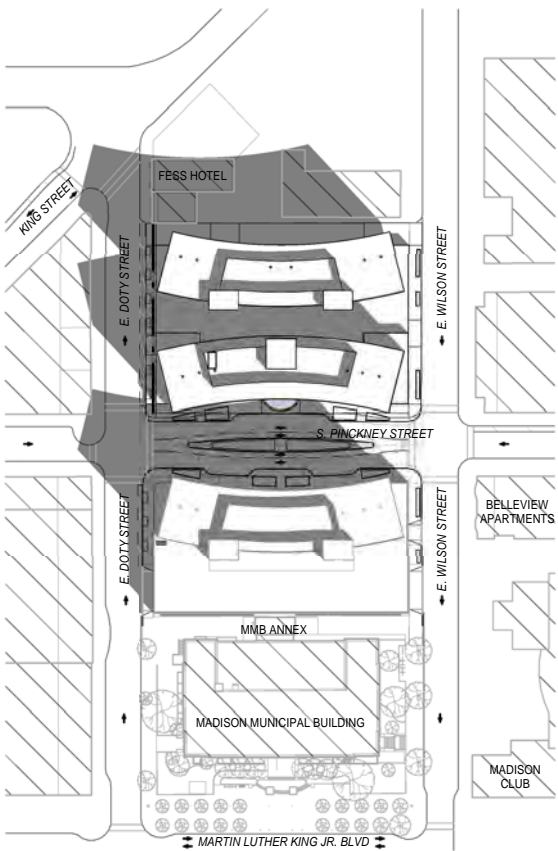 FESS HOTEL
KING STREET
E. DOTY STREET
E. WILSON STREET
S. PINCKNEY STREET
BELLEVIEW
APARTMENTS
E. DOTY STREET
E. WILSON STREET
MMB ANNEX
MADISON MUNICIPAL BUILDING
MADISON
CLUB
MARTIN LUTHER KING JR. BLVD